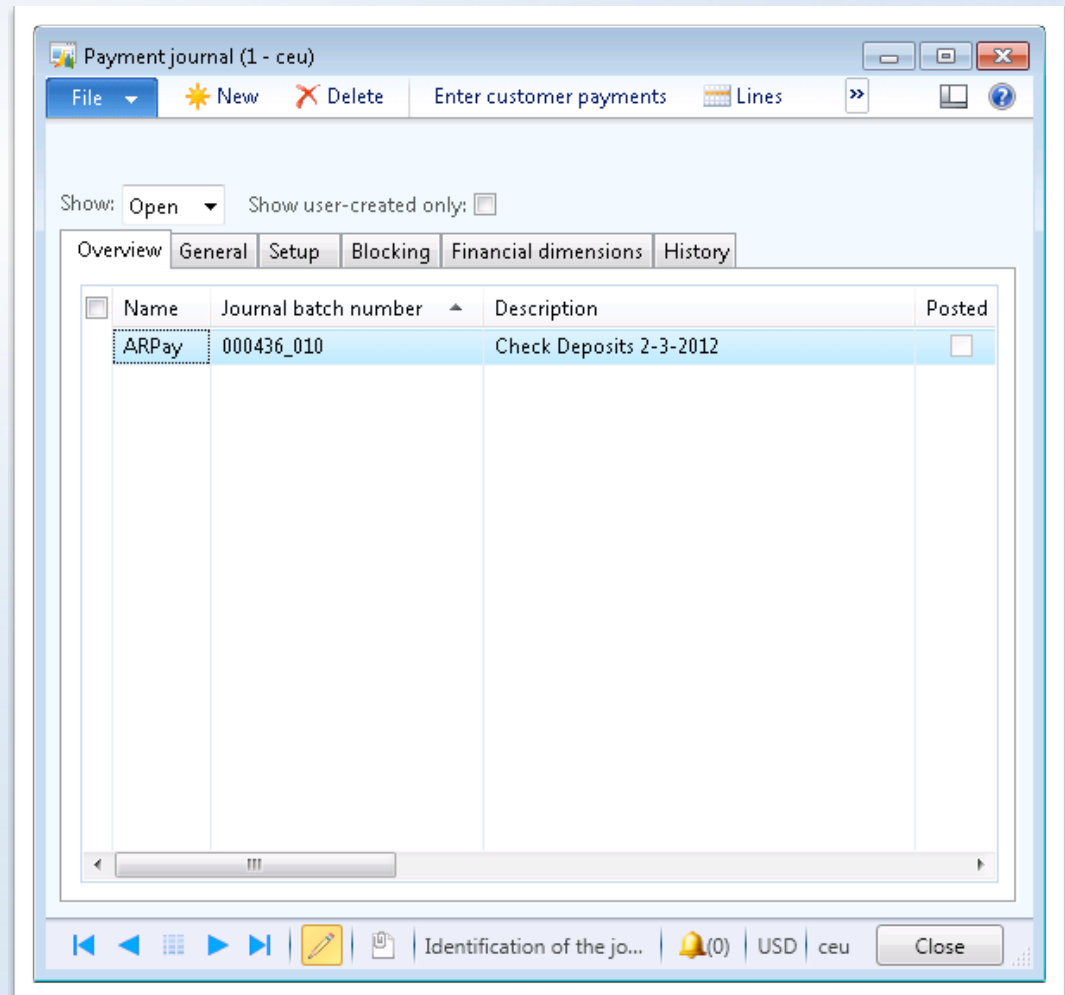 Payment journal (1 - ceu)
File New Delete Enter customer payments Lines »
Show: Open Show user-created only:
Overview General Setup Blocking Financial dimensions History
Name Journal batch number Description Posted
ARPay 000436_010 Check Deposits 2-3-2012
Identification of the jo... (0) USD ceu Close